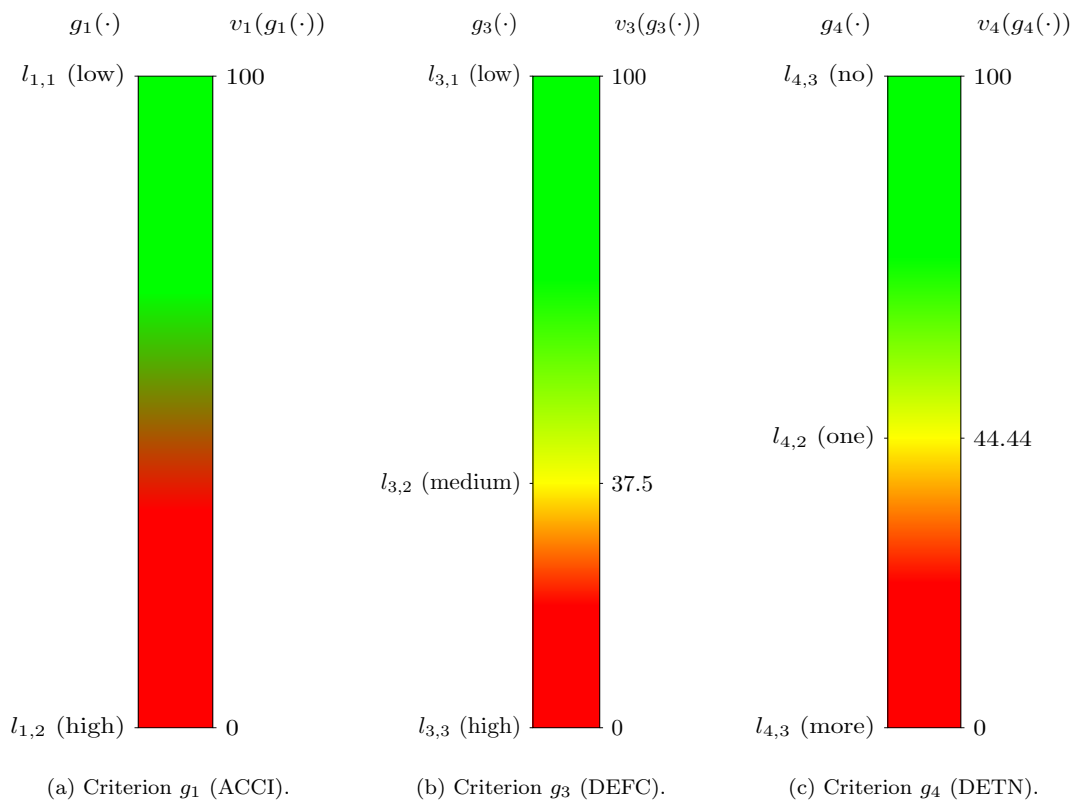 g₁(·) v₁(g₁(·)) g₃(·) v₃(g₃(·)) g₄(·) v₄(g₄(·))
l₁,₁ (low) 100 l₃,₁ (low) 100 l₄,₃ (no) 100
l₄,₂ (one) 44.44
l₃,₂ (medium) 37.5
l₁,₂ (high) 0 l₃,₃ (high) 0 l₄,₃ (more) 0
(a) Criterion g₁ (ACCI). (b) Criterion g₃ (DEFC). (c) Criterion g₄ (DETN).